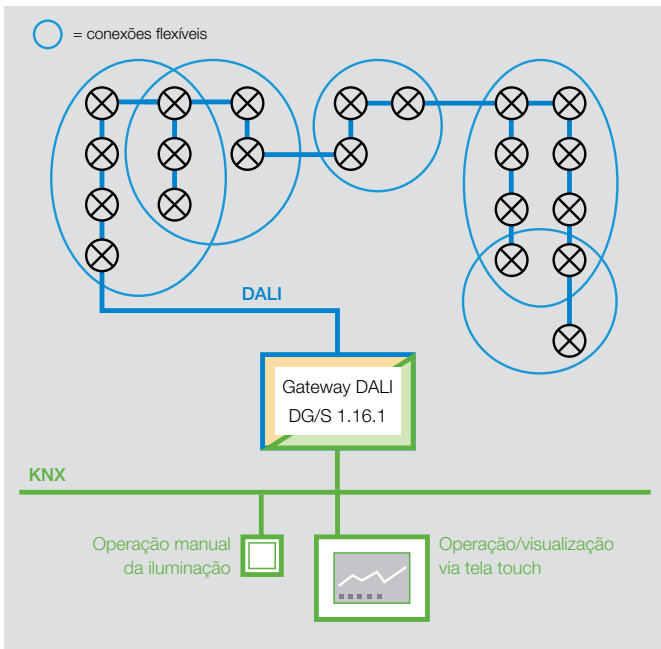 = conexões flexíveis
DALI
Gateway DALI
DG/S 1.16.1
KNX
Operação manual
da iluminação
Operação/visualização
via tela touch